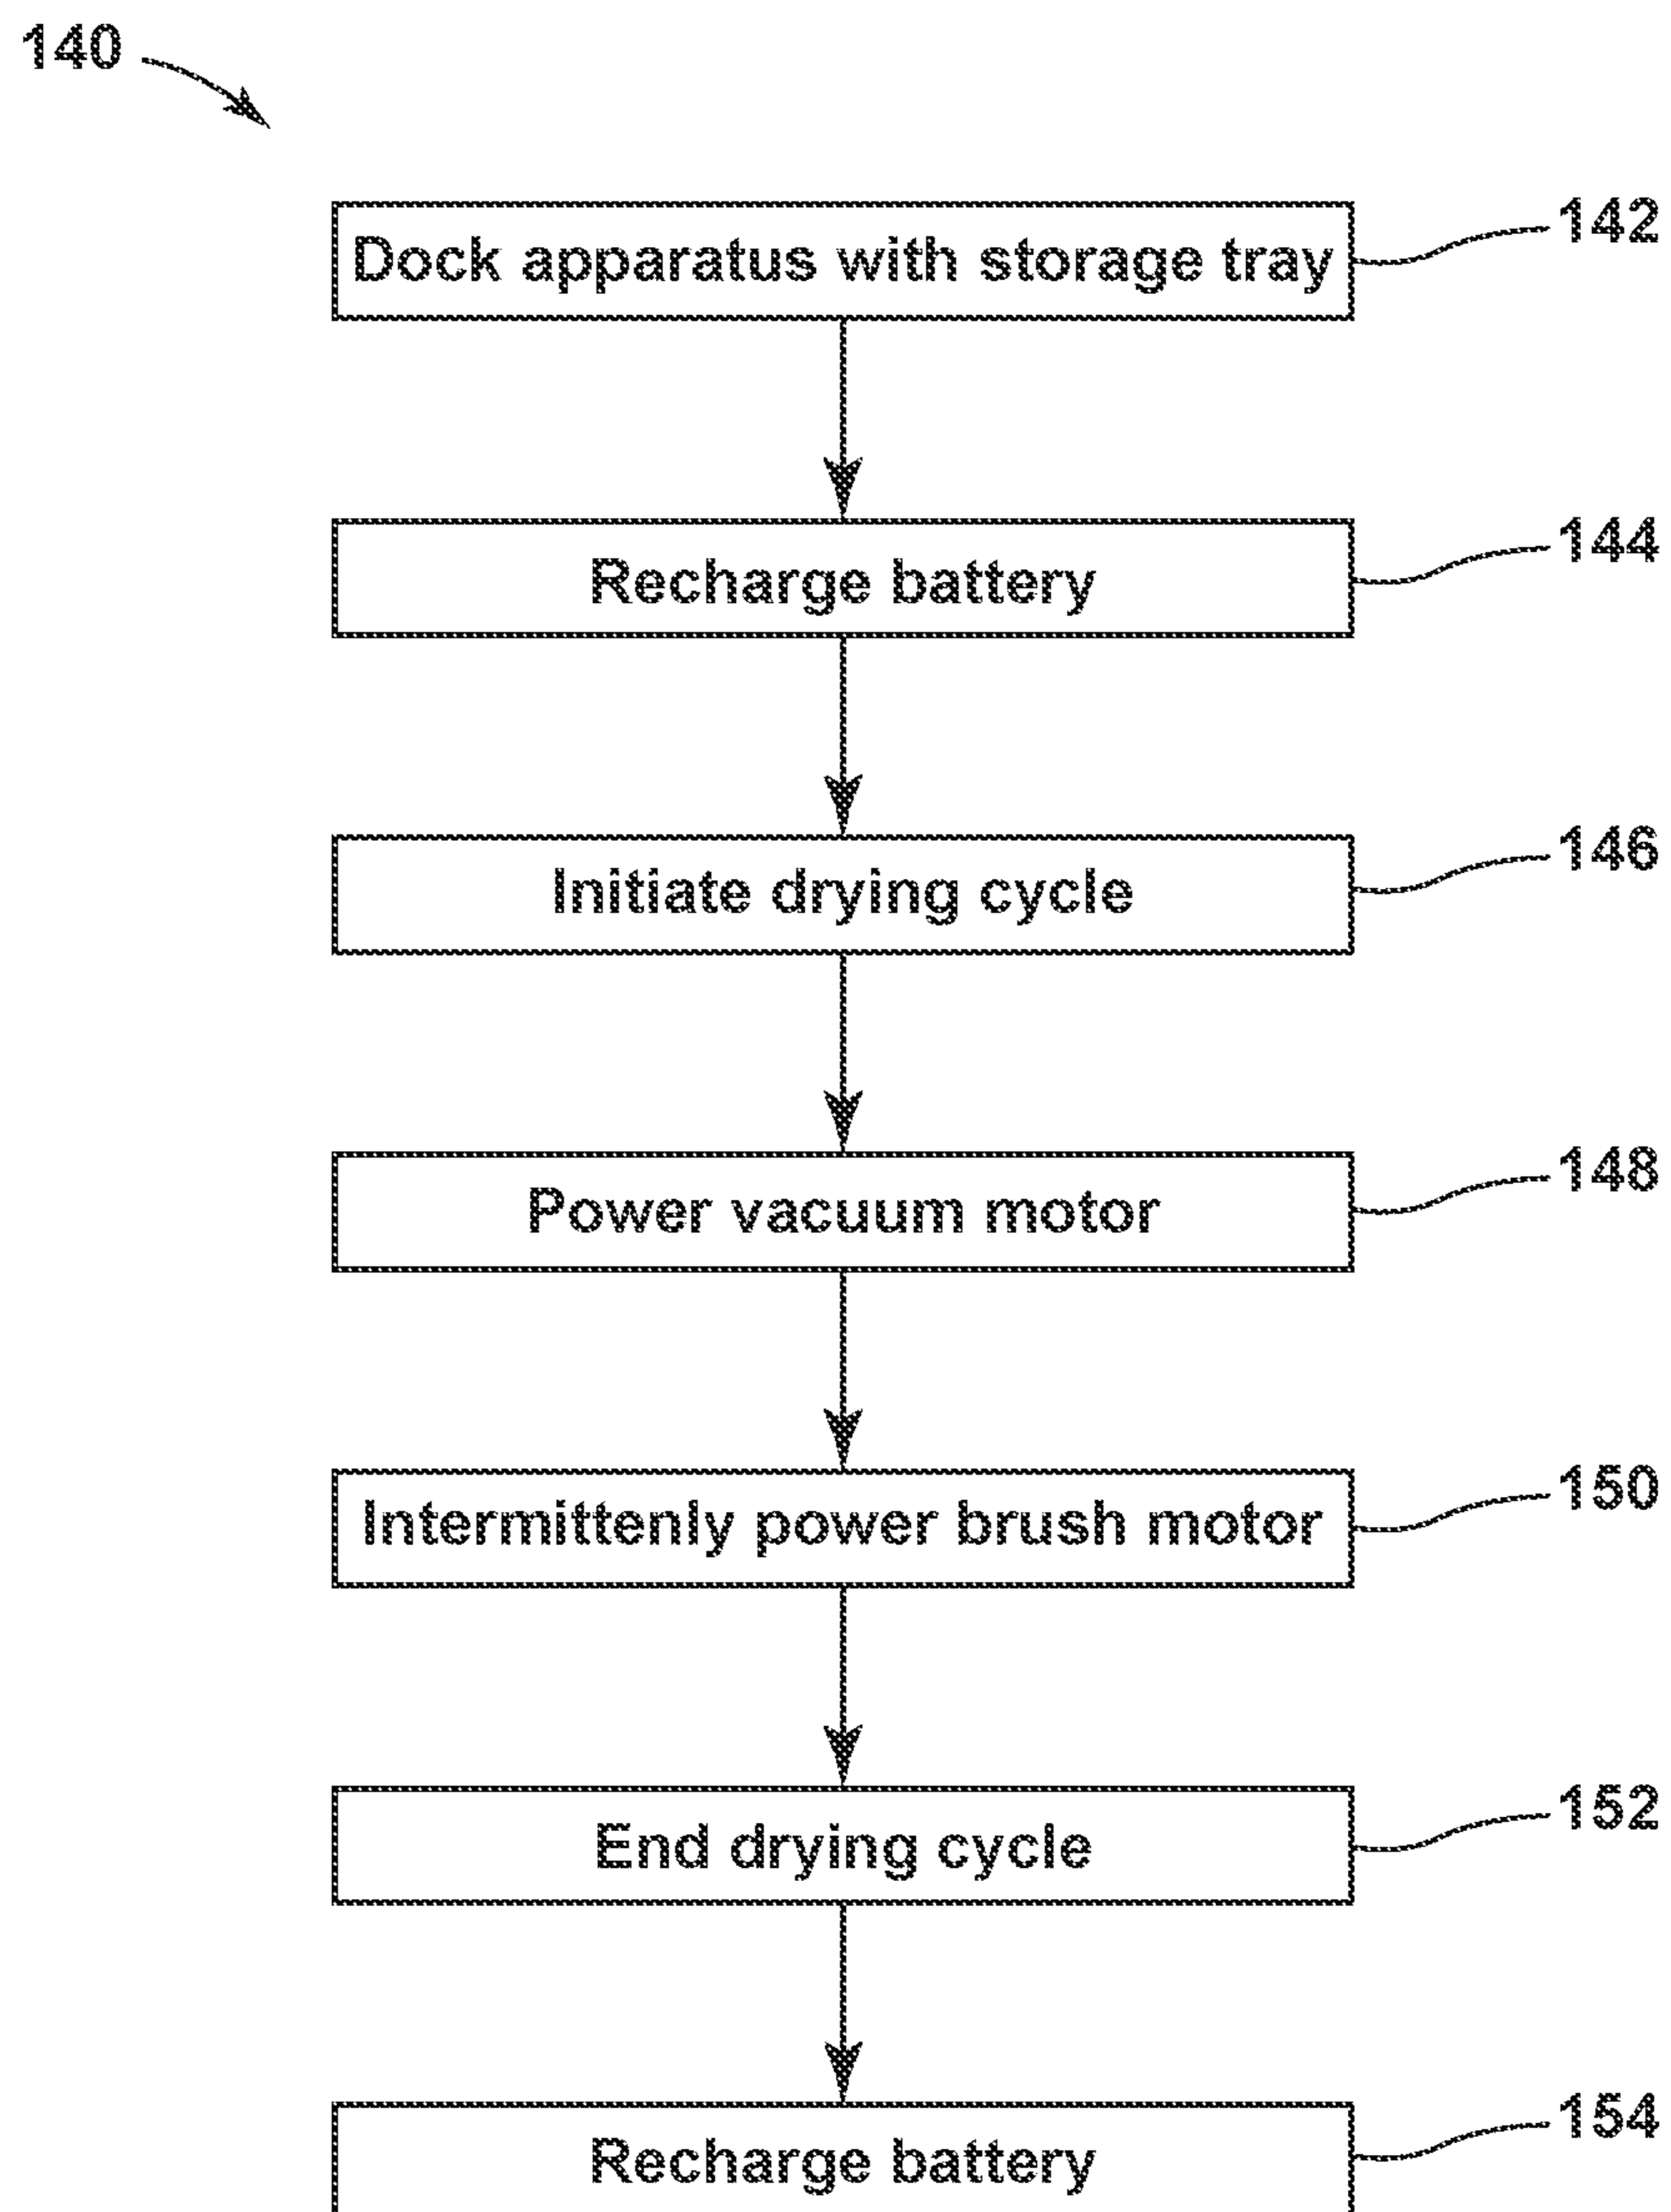 140
Dock apparatus with storage tray
142
Recharge battery
144
Initiate drying cycle
146
Power vacuum motor
148
Intermittenly power brush motor
150
End drying cycle
152
Recharge battery
154